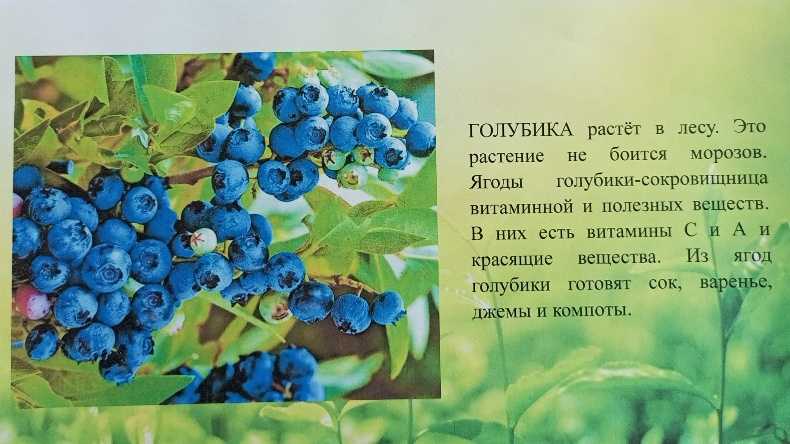 ГОЛУБИКА растёт в лесу. Это
растение не боится морозов.
Ягоды голубики-сокровищница
витаминной и полезных веществ.
В них есть витамины С и А и
красящие вещества. Из ягод
голубики готовят сок, варенье,
джемы и компоты.